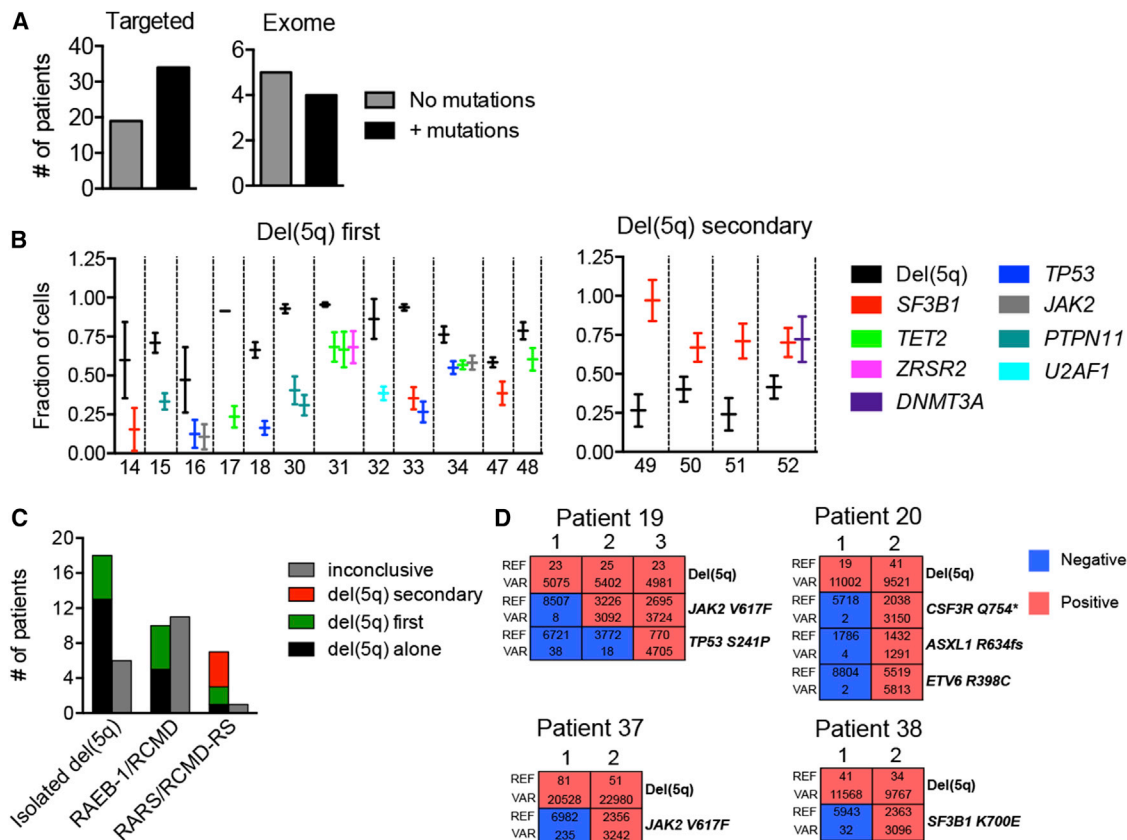 A
Targeted
Exome
# of patients
40
30
20
10
0
6
4
2
0
No mutations
+ mutations
B
Del(5q) first
Del(5q) secondary
Fraction of cells
1.25
1.00
0.75
0.50
0.25
0.00
14 15 16 17 18 30 31 32 33 34 47 48
1.25
1.00
0.75
0.50
0.25
0.00
49 50 51 52
Del(5q)
SF3B1
TET2
ZRSR2
DNMT3A
TP53
JAK2
PTPN11
U2AF1
C
# of patients
20
16
12
8
4
0
Isolated del(5q)
RAEB-1/RCMD
RARS/RCMD-RS
inconclusive
del(5q) secondary
del(5q) first
del(5q) alone
D
Patient 19
1 2 3
REF 23 25 23
VAR 5075 5402 4981
Del(5q)
REF 8507 3226 2695
VAR 8 3092 3724
JAK2 V617F
REF 6721 3772 770
VAR 38 18 4705
TP53 S241P
Patient 20
1 2
REF 19 41
VAR 11002 9521
Del(5q)
REF 5718 2038
VAR 2 3150
CSF3R Q754*
REF 1786 1432
VAR 4 1291
ASXL1 R634fs
REF 8804 5519
VAR 2 5813
ETV6 R398C
Negative
Positive
Patient 37
1 2
REF 81 51
VAR 20528 22980
Del(5q)
REF 6982 2356
VAR 235 3242
JAK2 V617F
Patient 38
1 2
REF 41 34
VAR 11568 9767
Del(5q)
REF 5943 2363
VAR 32 3096
SF3B1 K700E